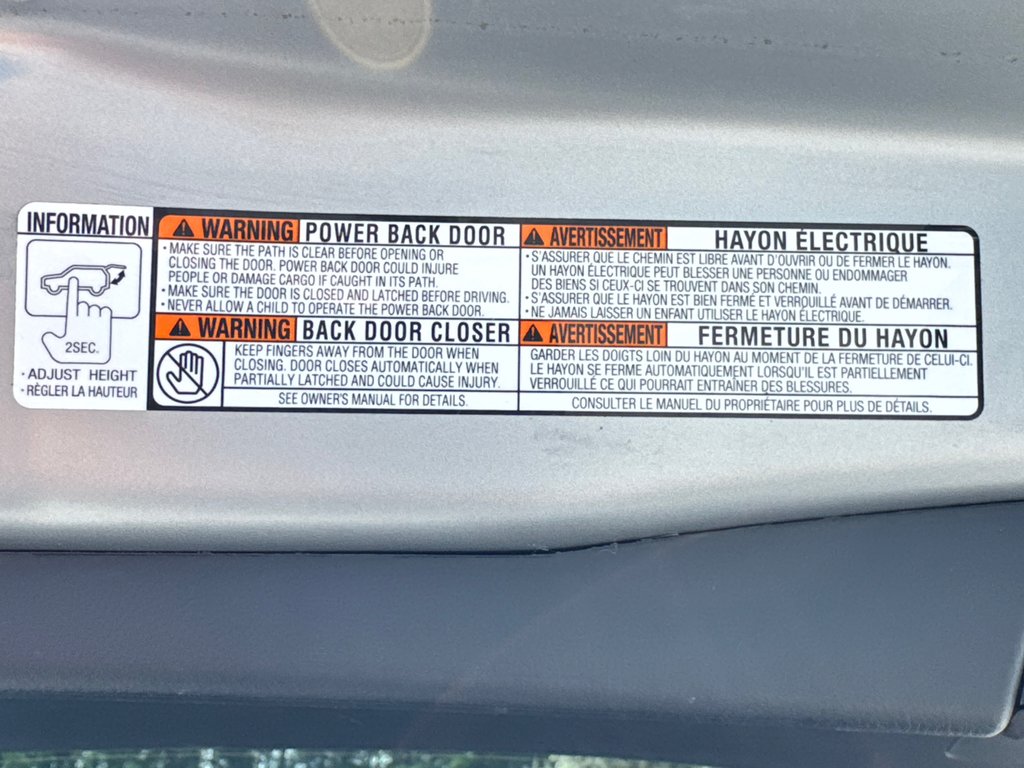 INFORMATION
2SEC.
· ADJUST HEIGHT
· RÈGLER LA HAUTEUR
WARNING POWER BACK DOOR
· MAKE SURE THE PATH IS CLEAR BEFORE OPENING OR
CLOSING THE DOOR. POWER BACK DOOR COULD INJURE
PEOPLE OR DAMAGE CARGO IF CAUGHT IN ITS PATH.
· MAKE SURE THE DOOR IS CLOSED AND LATCHED BEFORE DRIVING.
· NEVER ALLOW A CHILD TO OPERATE THE POWER BACK DOOR.
WARNING BACK DOOR CLOSER
KEEP FINGERS AWAY FROM THE DOOR WHEN
CLOSING. DOOR CLOSES AUTOMATICALLY WHEN
PARTIALLY LATCHED AND COULD CAUSE INJURY.
SEE OWNER'S MANUAL FOR DETAILS.
AVERTISSEMENT HAYON ÉLECTRIQUE
· S'ASSURER QUE LE CHEMIN EST LIBRE AVANT D'OUVRIR OU DE FERMER LE HAYON.
UN HAYON ÉLECTRIQUE PEUT BLESSER UNE PERSONNE OU ENDOMMAGER
DES BIENS SI CEUX-CI SE TROUVENT DANS SON CHEMIN.
· S'ASSURER QUE LE HAYON EST BIEN FERMÉ ET VERROUILLÉ AVANT DE DÉMARRER.
· NE JAMAIS LAISSER UN ENFANT UTILISER LE HAYON ÉLECTRIQUE.
AVERTISSEMENT FERMETURE DU HAYON
GARDER LES DOIGTS LOIN DU HAYON AU MOMENT DE LA FERMETURE DE CELUI-CI.
LE HAYON SE FERME AUTOMATIQUEMENT LORSQU'IL EST PARTIELLEMENT
VERROUILLÉ CE QUI POURRAIT ENTRAÎNER DES BLESSURES.
CONSULTER LE MANUEL DU PROPRIÉTAIRE POUR PLUS DE DÉTAILS.